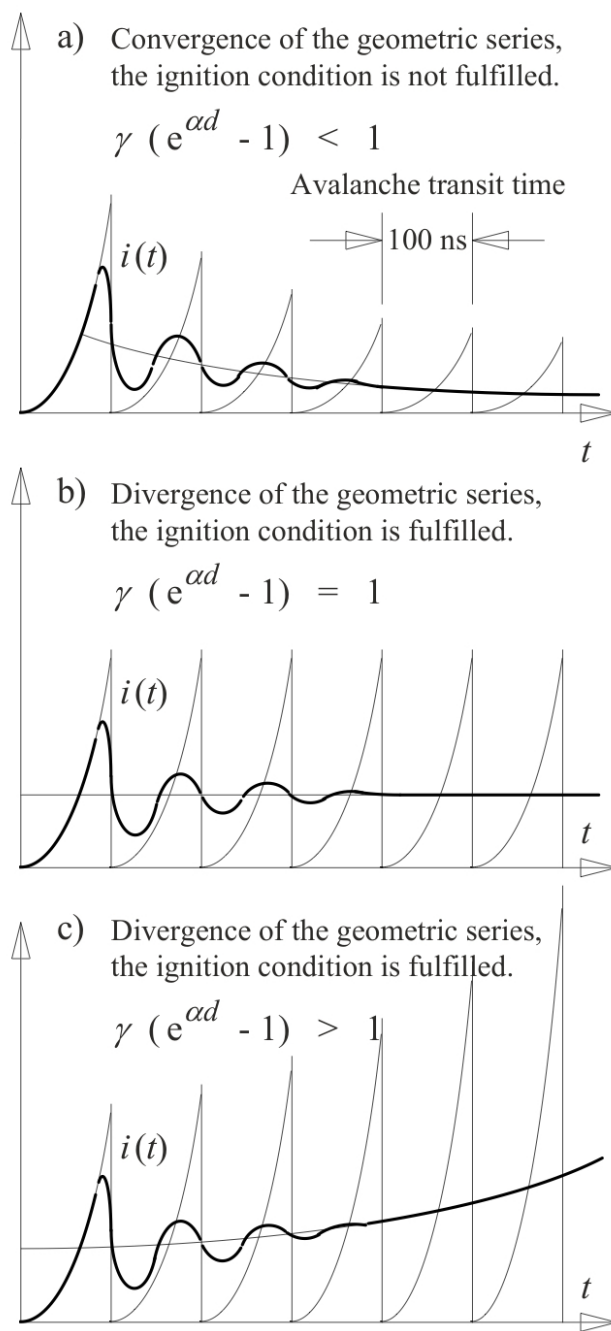 a) Convergence of the geometric series,
the ignition condition is not fulfilled.
γ (e^αd - 1) < 1
Avalanche transit time
100 ns
i(t)
t
b) Divergence of the geometric series,
the ignition condition is fulfilled.
γ (e^αd - 1) = 1
i(t)
t
c) Divergence of the geometric series,
the ignition condition is fulfilled.
γ (e^αd - 1) > 1
i(t)
t